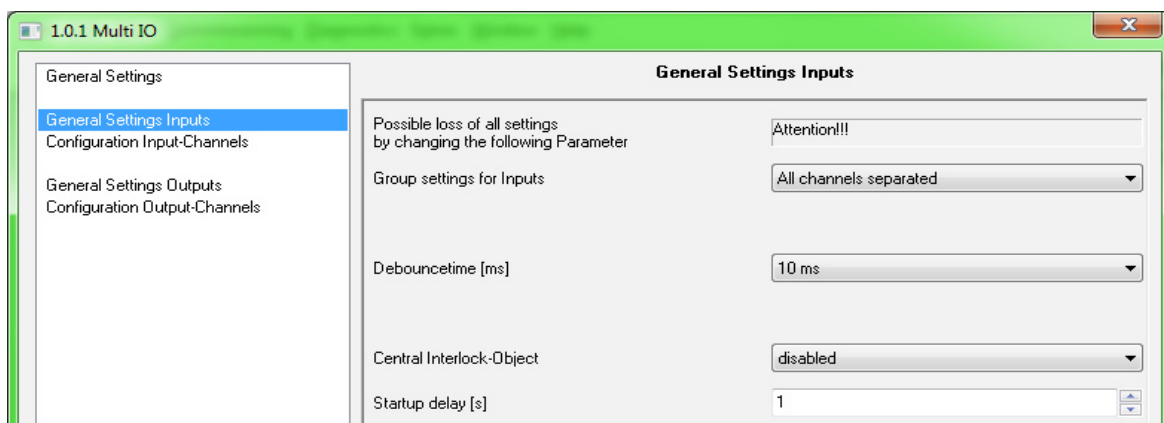 1.0.1 Multi IO
General Settings
General Settings Inputs
Configuration Input-Channels
General Settings Outputs
Configuration Output-Channels
General Settings Inputs
Possible loss of all settings
by changing the following Parameter
Attention!!!
Group settings for Inputs
All channels separated
Debouncetime [ms]
10 ms
Central Interlock-Object
disabled
Startup delay [s]
1